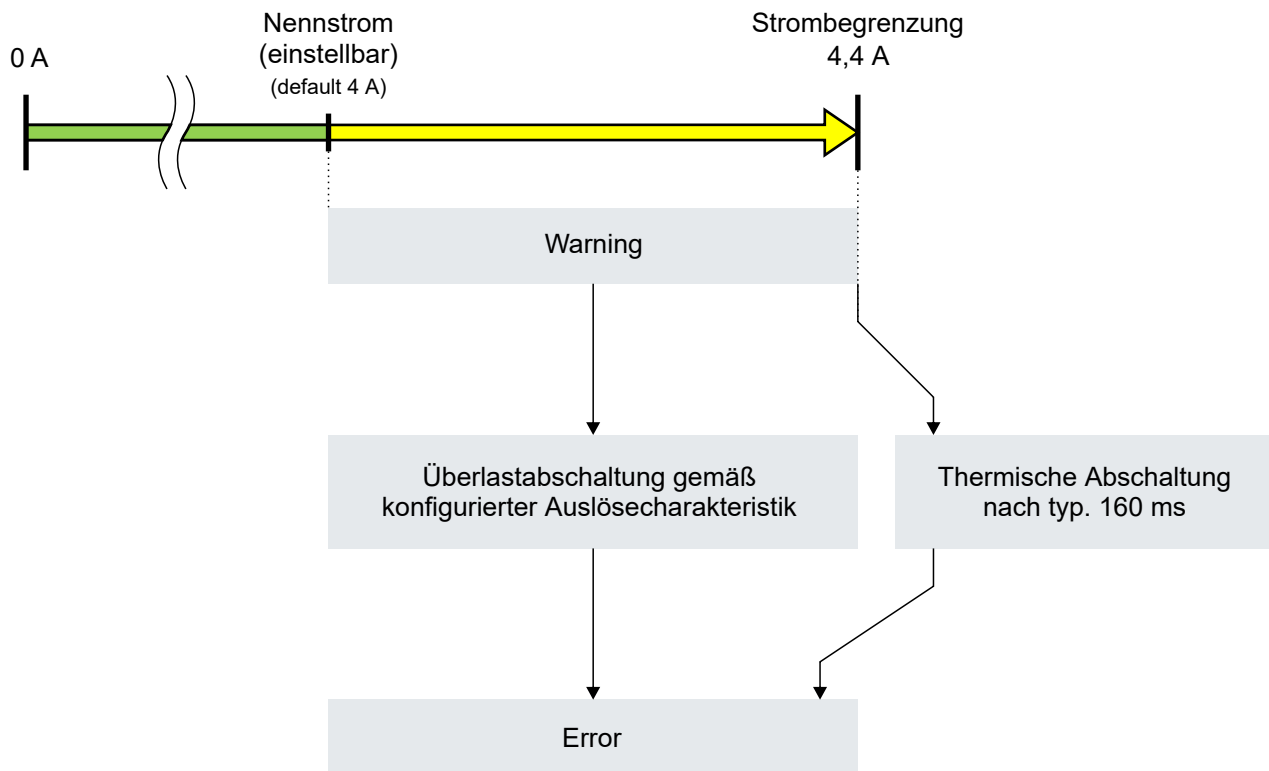 0 A
Nennstrom
(einstellbar)
(default 4 A)
Strombegrenzung
4,4 A
Warning
Überlastabschaltung gemäß
konfigurierter Auslösecharakteristik
Thermische Abschaltung
nach typ. 160 ms
Error